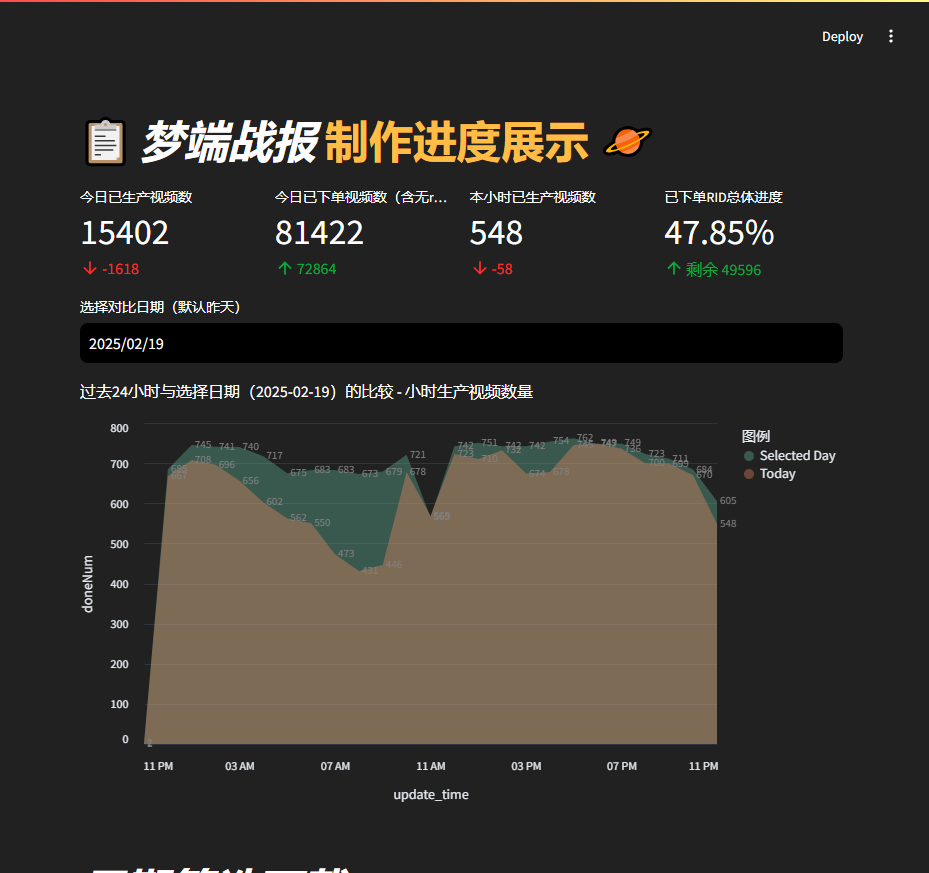 Deploy
梦端战报制作进度展示
今日已生产视频数
15402
-1618
今日已下单视频数（含无r...
81422
72864
本小时已生产视频数
548
-58
已下单RID总体进度
47.85%
剩余 49596
选择对比日期（默认昨天）
2025/02/19
过去24小时与选择日期（2025-02-19）的比较 - 小时生产视频数量
图例
Selected Day
Today
doneNum
800
700
600
500
400
300
200
100
0
745 741 740 717 675 683 683 673 679 721 742 751 742 742 754 762 749 749 723 711 684 605
708 696 656 602 562 550 473 431 446 678 569 723 710 732 674 678 736 700 699 670 548
11 PM 03 AM 07 AM 11 AM 03 PM 07 PM 11 PM
update_time